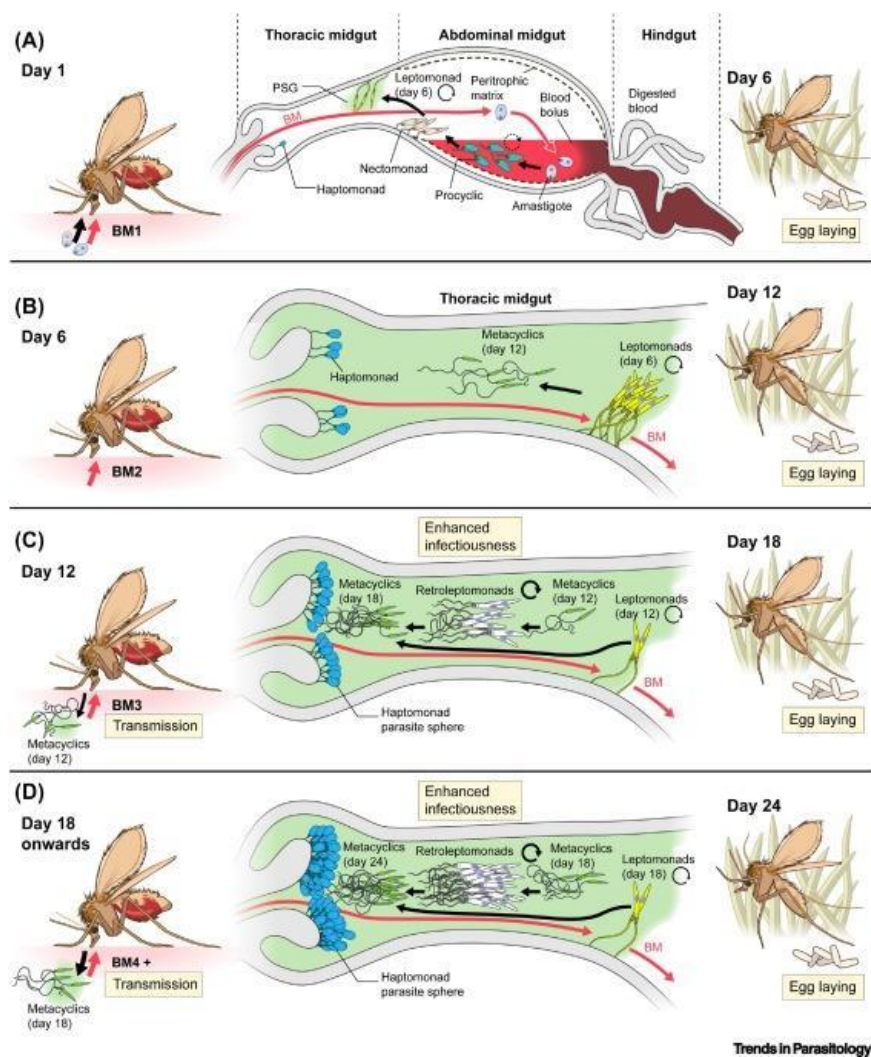 (A)
Day 1
BM1
Thoracic midgut
Abdominal midgut
Hindgut
PSG
Leptomonad
(day 6)
Peritrophic
matrix
Blood
bolus
Digested
blood
BM
Nectomonad
Haptomonad
Procyclic
Amastigote
Day 6
Egg laying
(B)
Day 6
BM2
Thoracic midgut
Metacyclics
(day 12)
Leptomonads
(day 6)
Haptomonad
BM
Day 12
Egg laying
(C)
Day 12
BM3
Transmission
Metacyclics
(day 12)
Enhanced
infectiousness
Metacyclics
(day 18)
Retroleptomonads
Metacyclics
(day 12)
Leptomonads
(day 12)
BM
Haptomonad
parasite sphere
Day 18
Egg laying
(D)
Day 18
onwards
BM4 +
Transmission
Metacyclics
(day 18)
Enhanced
infectiousness
Metacyclics
(day 24)
Retroleptomonads
Metacyclics
(day 18)
Leptomonads
(day 18)
BM
Haptomonad
parasite sphere
Day 24
Egg laying
Trends in Parasitology